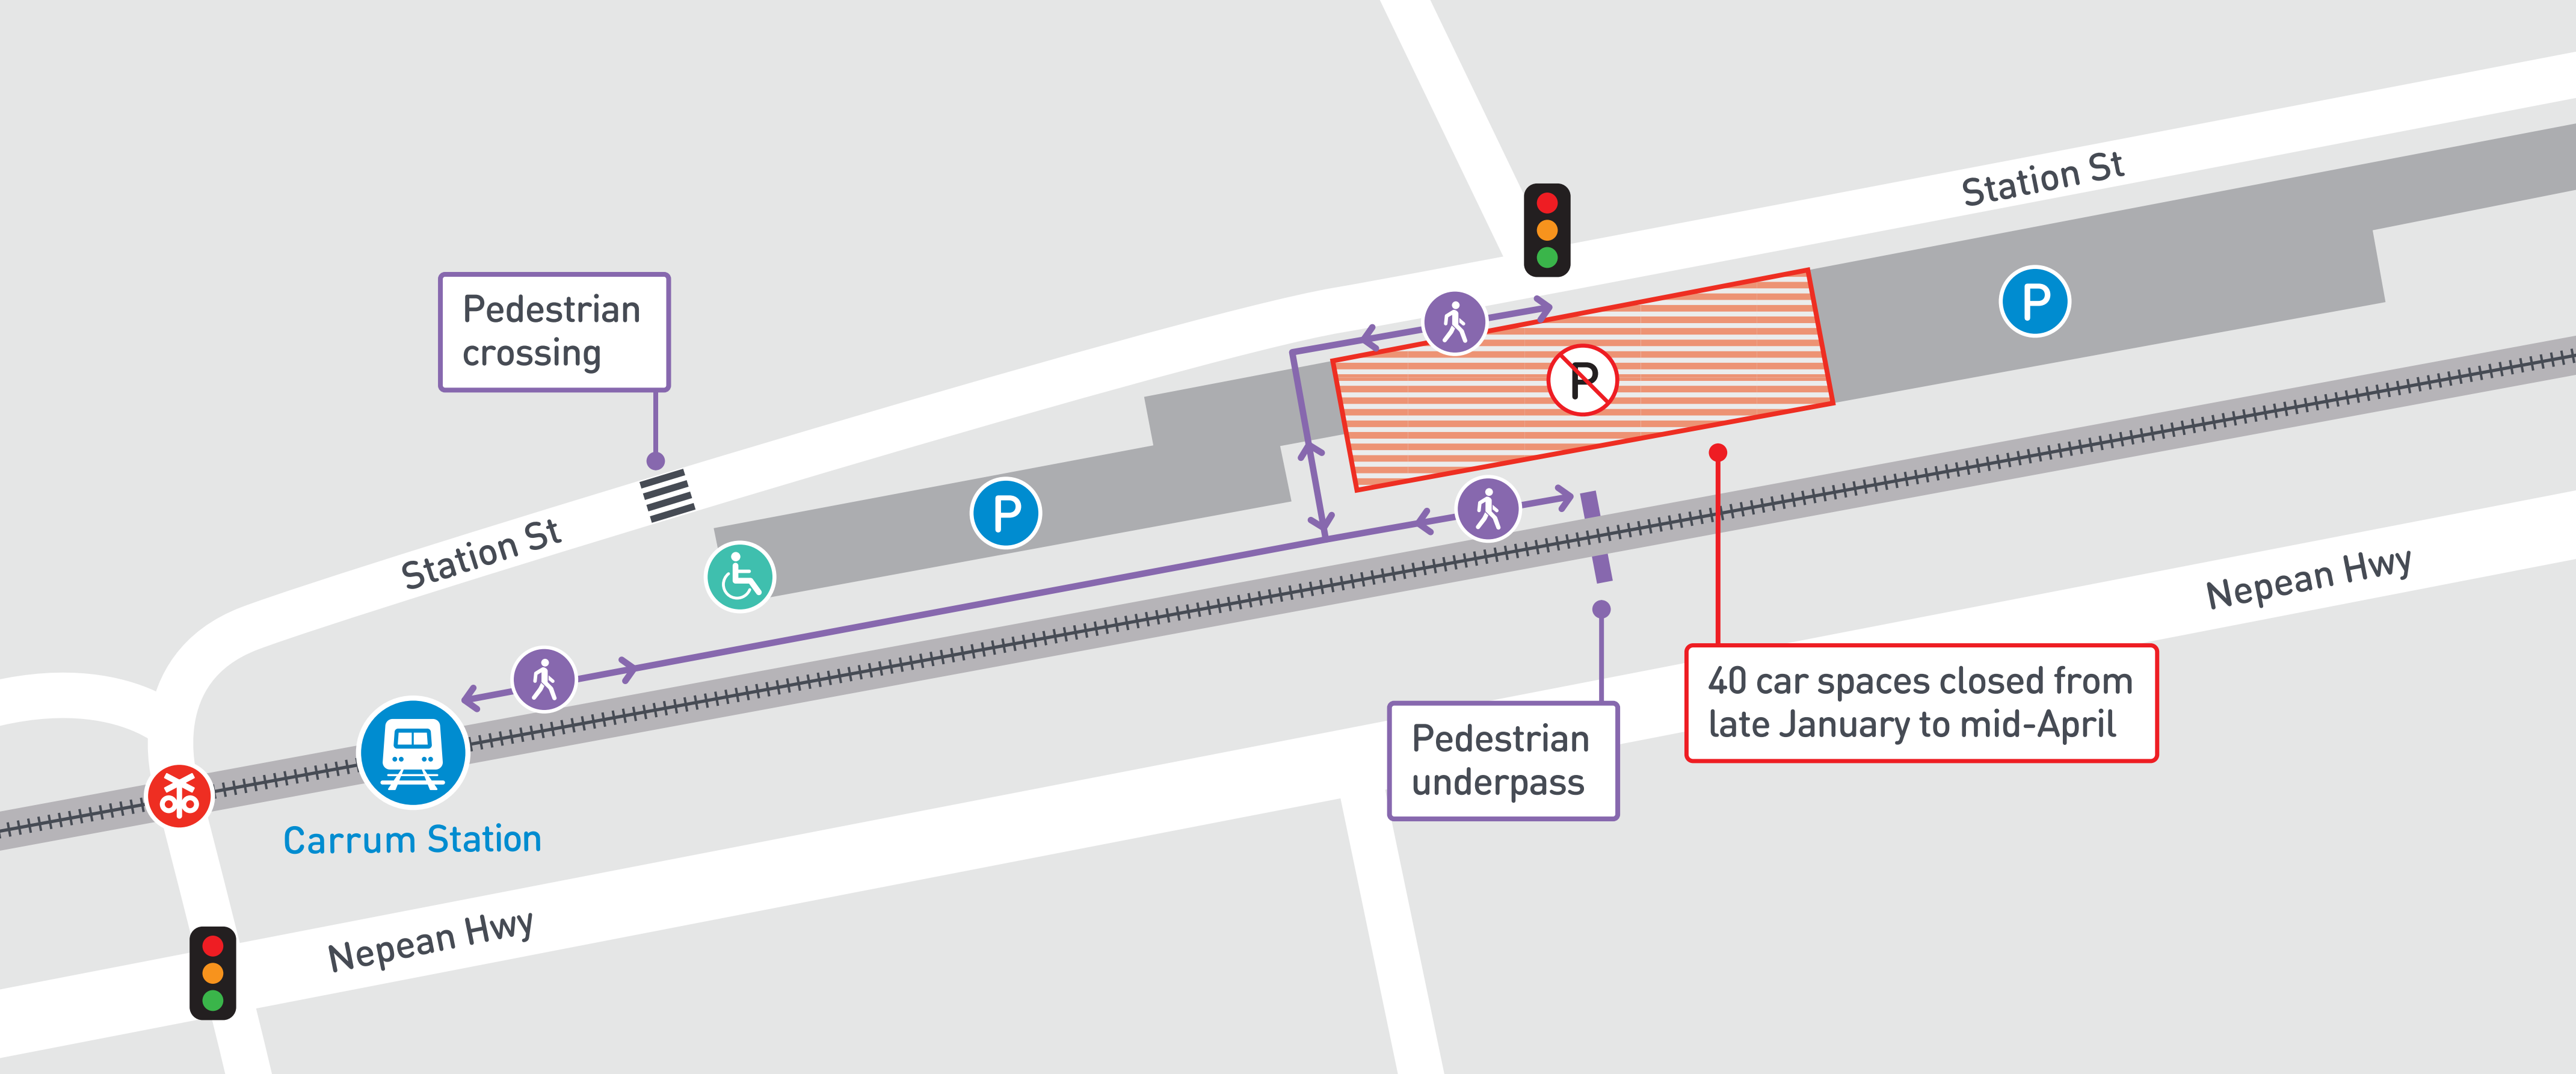 Station St
Pedestrian
crossing
P
P
P
Station St
Nepean Hwy
40 car spaces closed from
late January to mid-April
Pedestrian
underpass
Carrum Station
Nepean Hwy